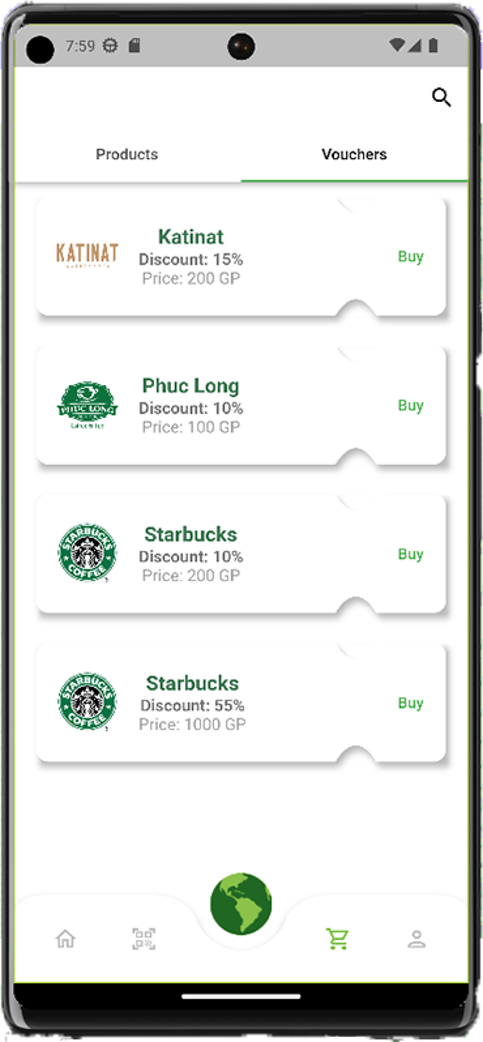 7:59
Products
Vouchers
KATINAT
Katinat
Discount: 15%
Price: 200 GP
Buy
PHUC LONG
Phuc Long
Discount: 10%
Price: 100 GP
Buy
STARBUCKS
COFFEE
Starbucks
Discount: 10%
Price: 200 GP
Buy
STARBUCKS
COFFEE
Starbucks
Discount: 55%
Price: 1000 GP
Buy